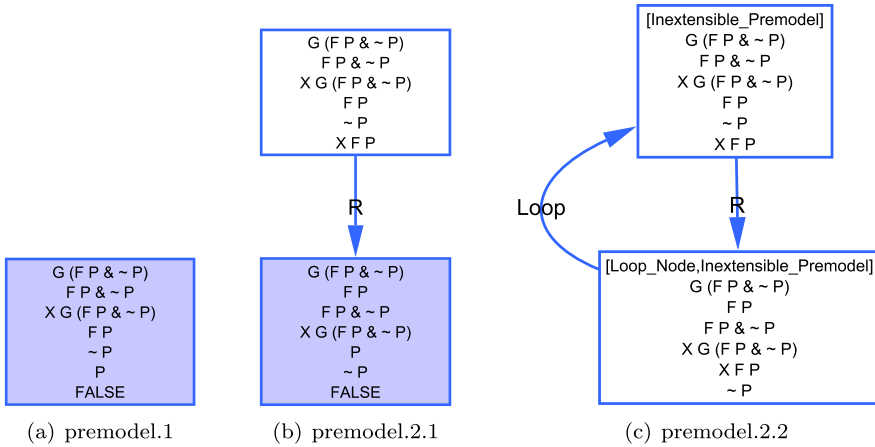 G (F P & ~ P)
F P & ~ P
X G (F P & ~ P)
F P
~ P
P
FALSE
(a) premodel.1
G (F P & ~ P)
F P & ~ P
X G (F P & ~ P)
F P
~ P
X F P
R
G (F P & ~ P)
F P
F P & ~ P
X G (F P & ~ P)
P
~ P
FALSE
(b) premodel.2.1
[Inextensible_Premodel]
G (F P & ~ P)
F P & ~ P
X G (F P & ~ P)
F P
~ P
X F P
Loop
R
[Loop_Node,Inextensible_Premodel]
G (F P & ~ P)
F P
F P & ~ P
X G (F P & ~ P)
X F P
~ P
(c) premodel.2.2